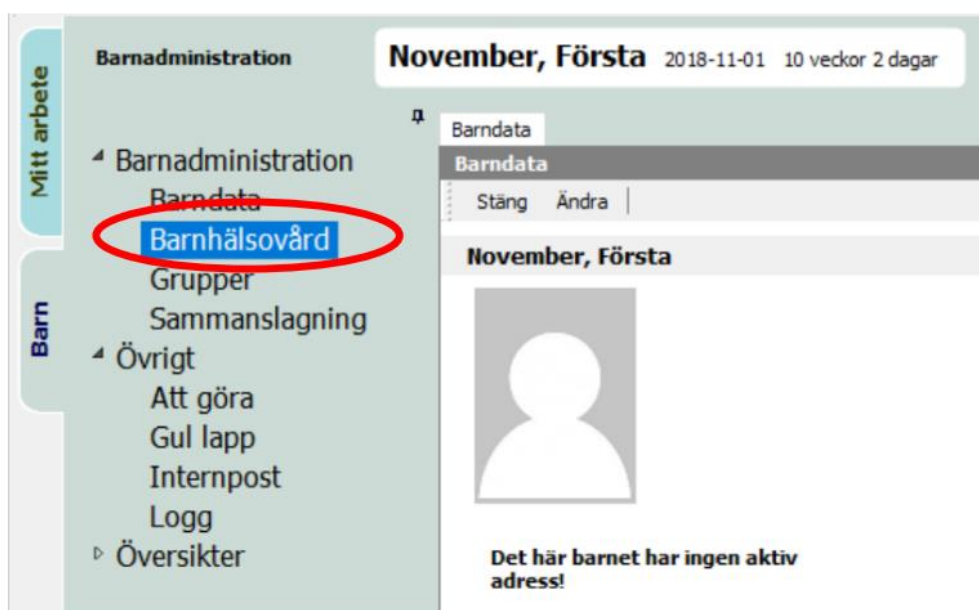 Mitt arbete
Barn
Barnadministration
November, Första 2018-11-01 10 veckor 2 dagar
Barnadministration
Barndata
Barnhälsovård
Grupper
Sammanslagning
Övrigt
Att göra
Gul lapp
Internpost
Logg
Översikter
Barndata
Barndata
Stäng Ändra
November, Första
Det här barnet har ingen aktiv
adress!